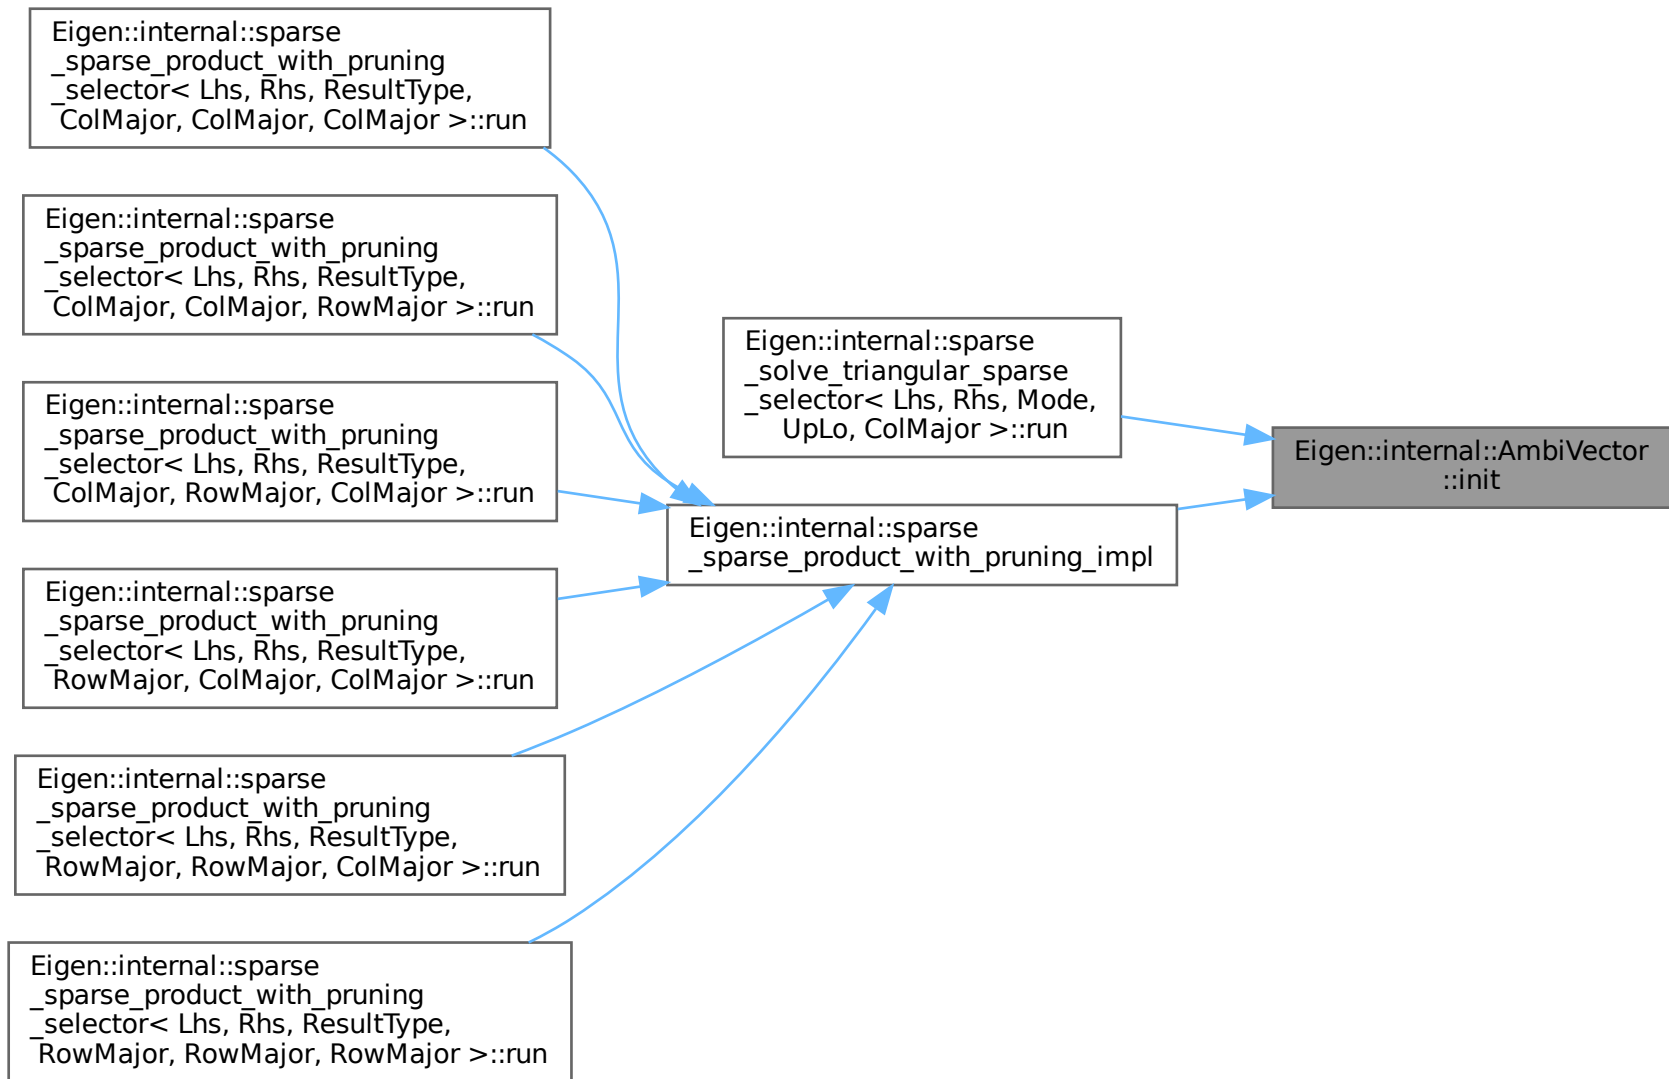 Eigen::internal::sparse
_sparse_product_with_pruning
_selector< Lhs, Rhs, ResultType,
ColMajor, ColMajor, ColMajor >::run
Eigen::internal::sparse
_sparse_product_with_pruning
_selector< Lhs, Rhs, ResultType,
ColMajor, ColMajor, RowMajor >::run
Eigen::internal::sparse
_sparse_product_with_pruning
_selector< Lhs, Rhs, ResultType,
ColMajor, RowMajor, ColMajor >::run
Eigen::internal::sparse
_sparse_product_with_pruning
_selector< Lhs, Rhs, ResultType,
RowMajor, ColMajor, ColMajor >::run
Eigen::internal::sparse
_sparse_product_with_pruning
_selector< Lhs, Rhs, ResultType,
RowMajor, RowMajor, ColMajor >::run
Eigen::internal::sparse
_sparse_product_with_pruning
_selector< Lhs, Rhs, ResultType,
RowMajor, RowMajor, RowMajor >::run
Eigen::internal::sparse
_solve_triangular_sparse
_selector< Lhs, Rhs, Mode,
UpLo, ColMajor >::run
Eigen::internal::sparse
_sparse_product_with_pruning_impl
Eigen::internal::AmbiVector
::init